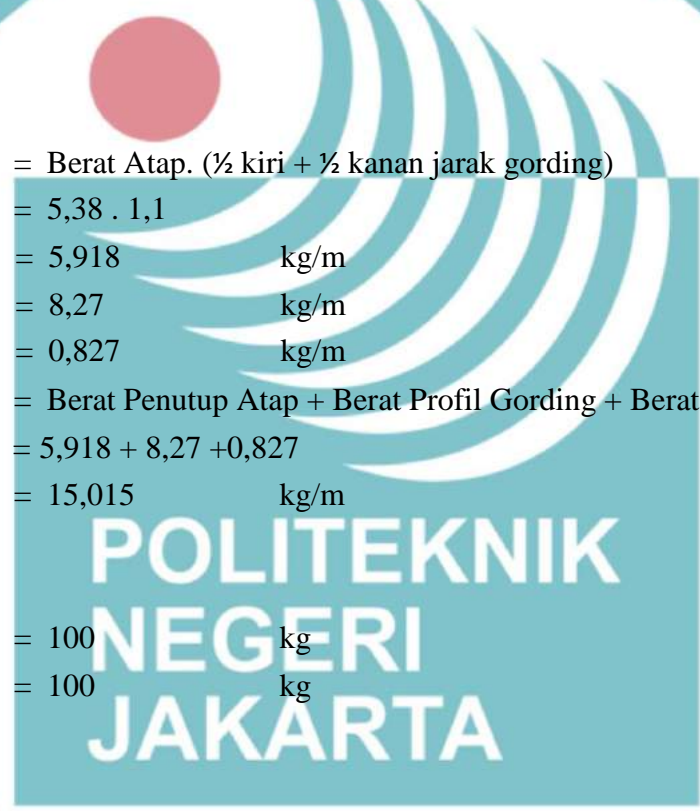 = Berat Atap. (½ kiri + ½ kanan jarak gording)
= 5,38 . 1,1
= 5,918 kg/m
= 8,27 kg/m
= 0,827 kg/m
= Berat Penutup Atap + Berat Profil Gording + Berat
= 5,918 + 8,27 +0,827
= 15,015 kg/m
POLITEKNIK
= 100 kg
NEGERI
= 100 kg
JAKARTA